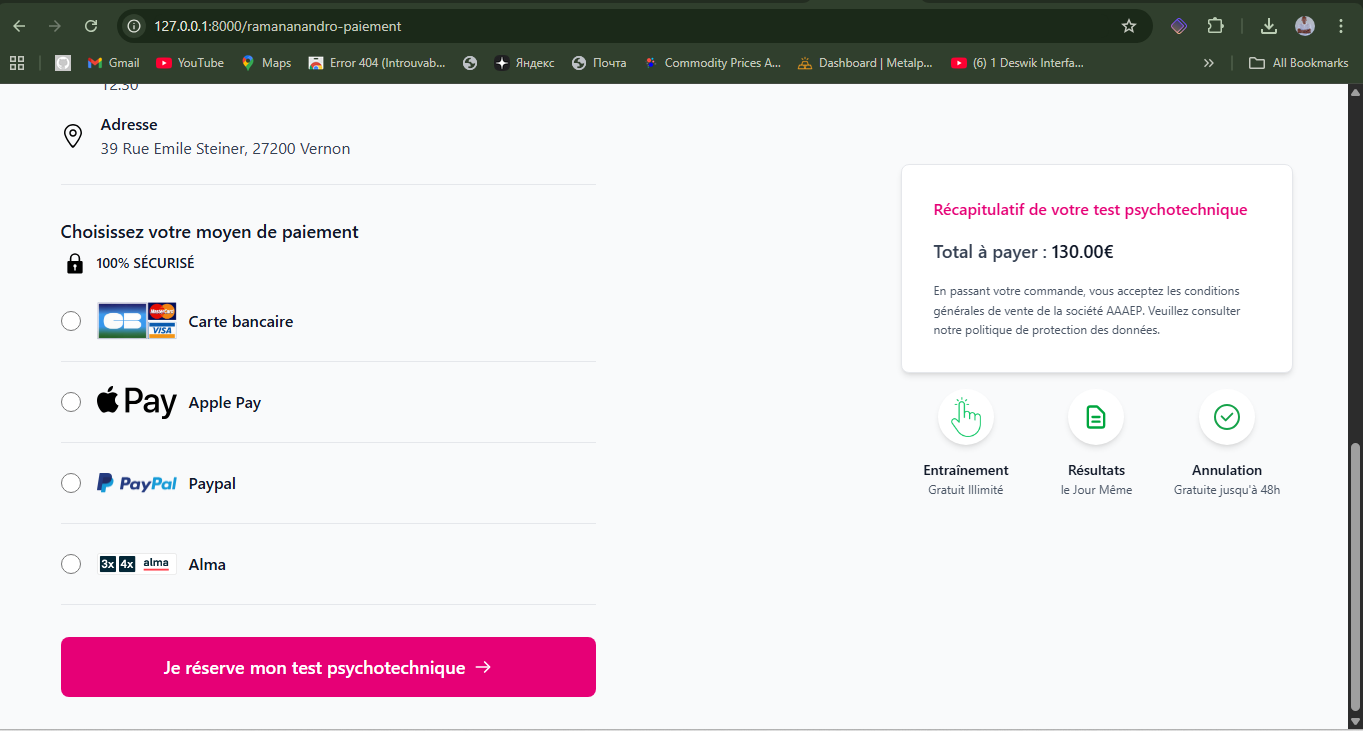 127.0.0.1:8000/ramananandro-paiement
Gmail
YouTube
Maps
Error 404 (Introuvab...
Яндекс
Почта
Commodity Prices A...
Dashboard | Metalp...
(6) 1 Deswik Interfa...
All Bookmarks
12:30
Adresse
39 Rue Emile Steiner, 27200 Vernon
Choisissez votre moyen de paiement
100% SÉCURISÉ
CB MasterCard VISA Carte bancaire
Pay Apple Pay
PayPal Paypal
3x 4x alma Alma
Je réserve mon test psychotechnique →
Récapitulatif de votre test psychotechnique
Total à payer : 130.00€
En passant votre commande, vous acceptez les conditions
générales de vente de la société AAAEP. Veuillez consulter
notre politique de protection des données.
Entraînement
Gratuit Illimité
Résultats
le Jour Même
Annulation
Gratuite jusqu'à 48h